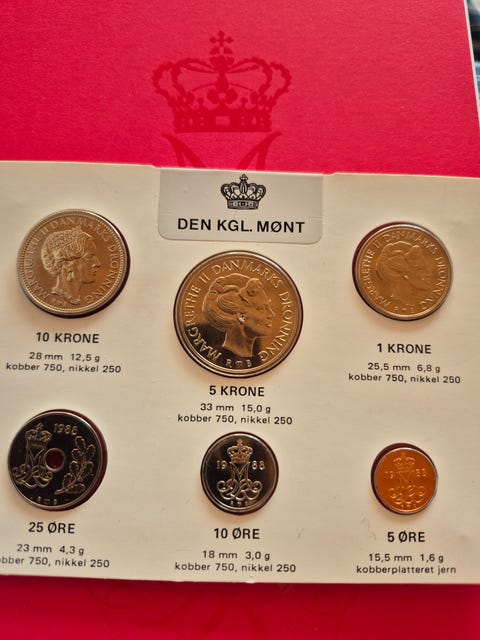 DEN KGL. MØNT
MARGRETHE II DANMARKS DRONNING
10 KRONE
28 mm 12,5 g
kobber 750, nikkel 250
MARGRETHE II DANMARKS DRONNING
R B
5 KRONE
33 mm 15,0 g
kobber 750, nikkel 250
MARGRETHE II DANMARKS DRONNING
1 KRONE
25,5 mm 6,8 g
kobber 750, nikkel 250
1988
25 ØRE
23 mm 4,3 g
kobber 750, nikkel 250
1988
10 ØRE
18 mm 3,0 g
kobber 750, nikkel 250
5 ØRE
15,5 mm 1,6 g
kobberplatteret jern